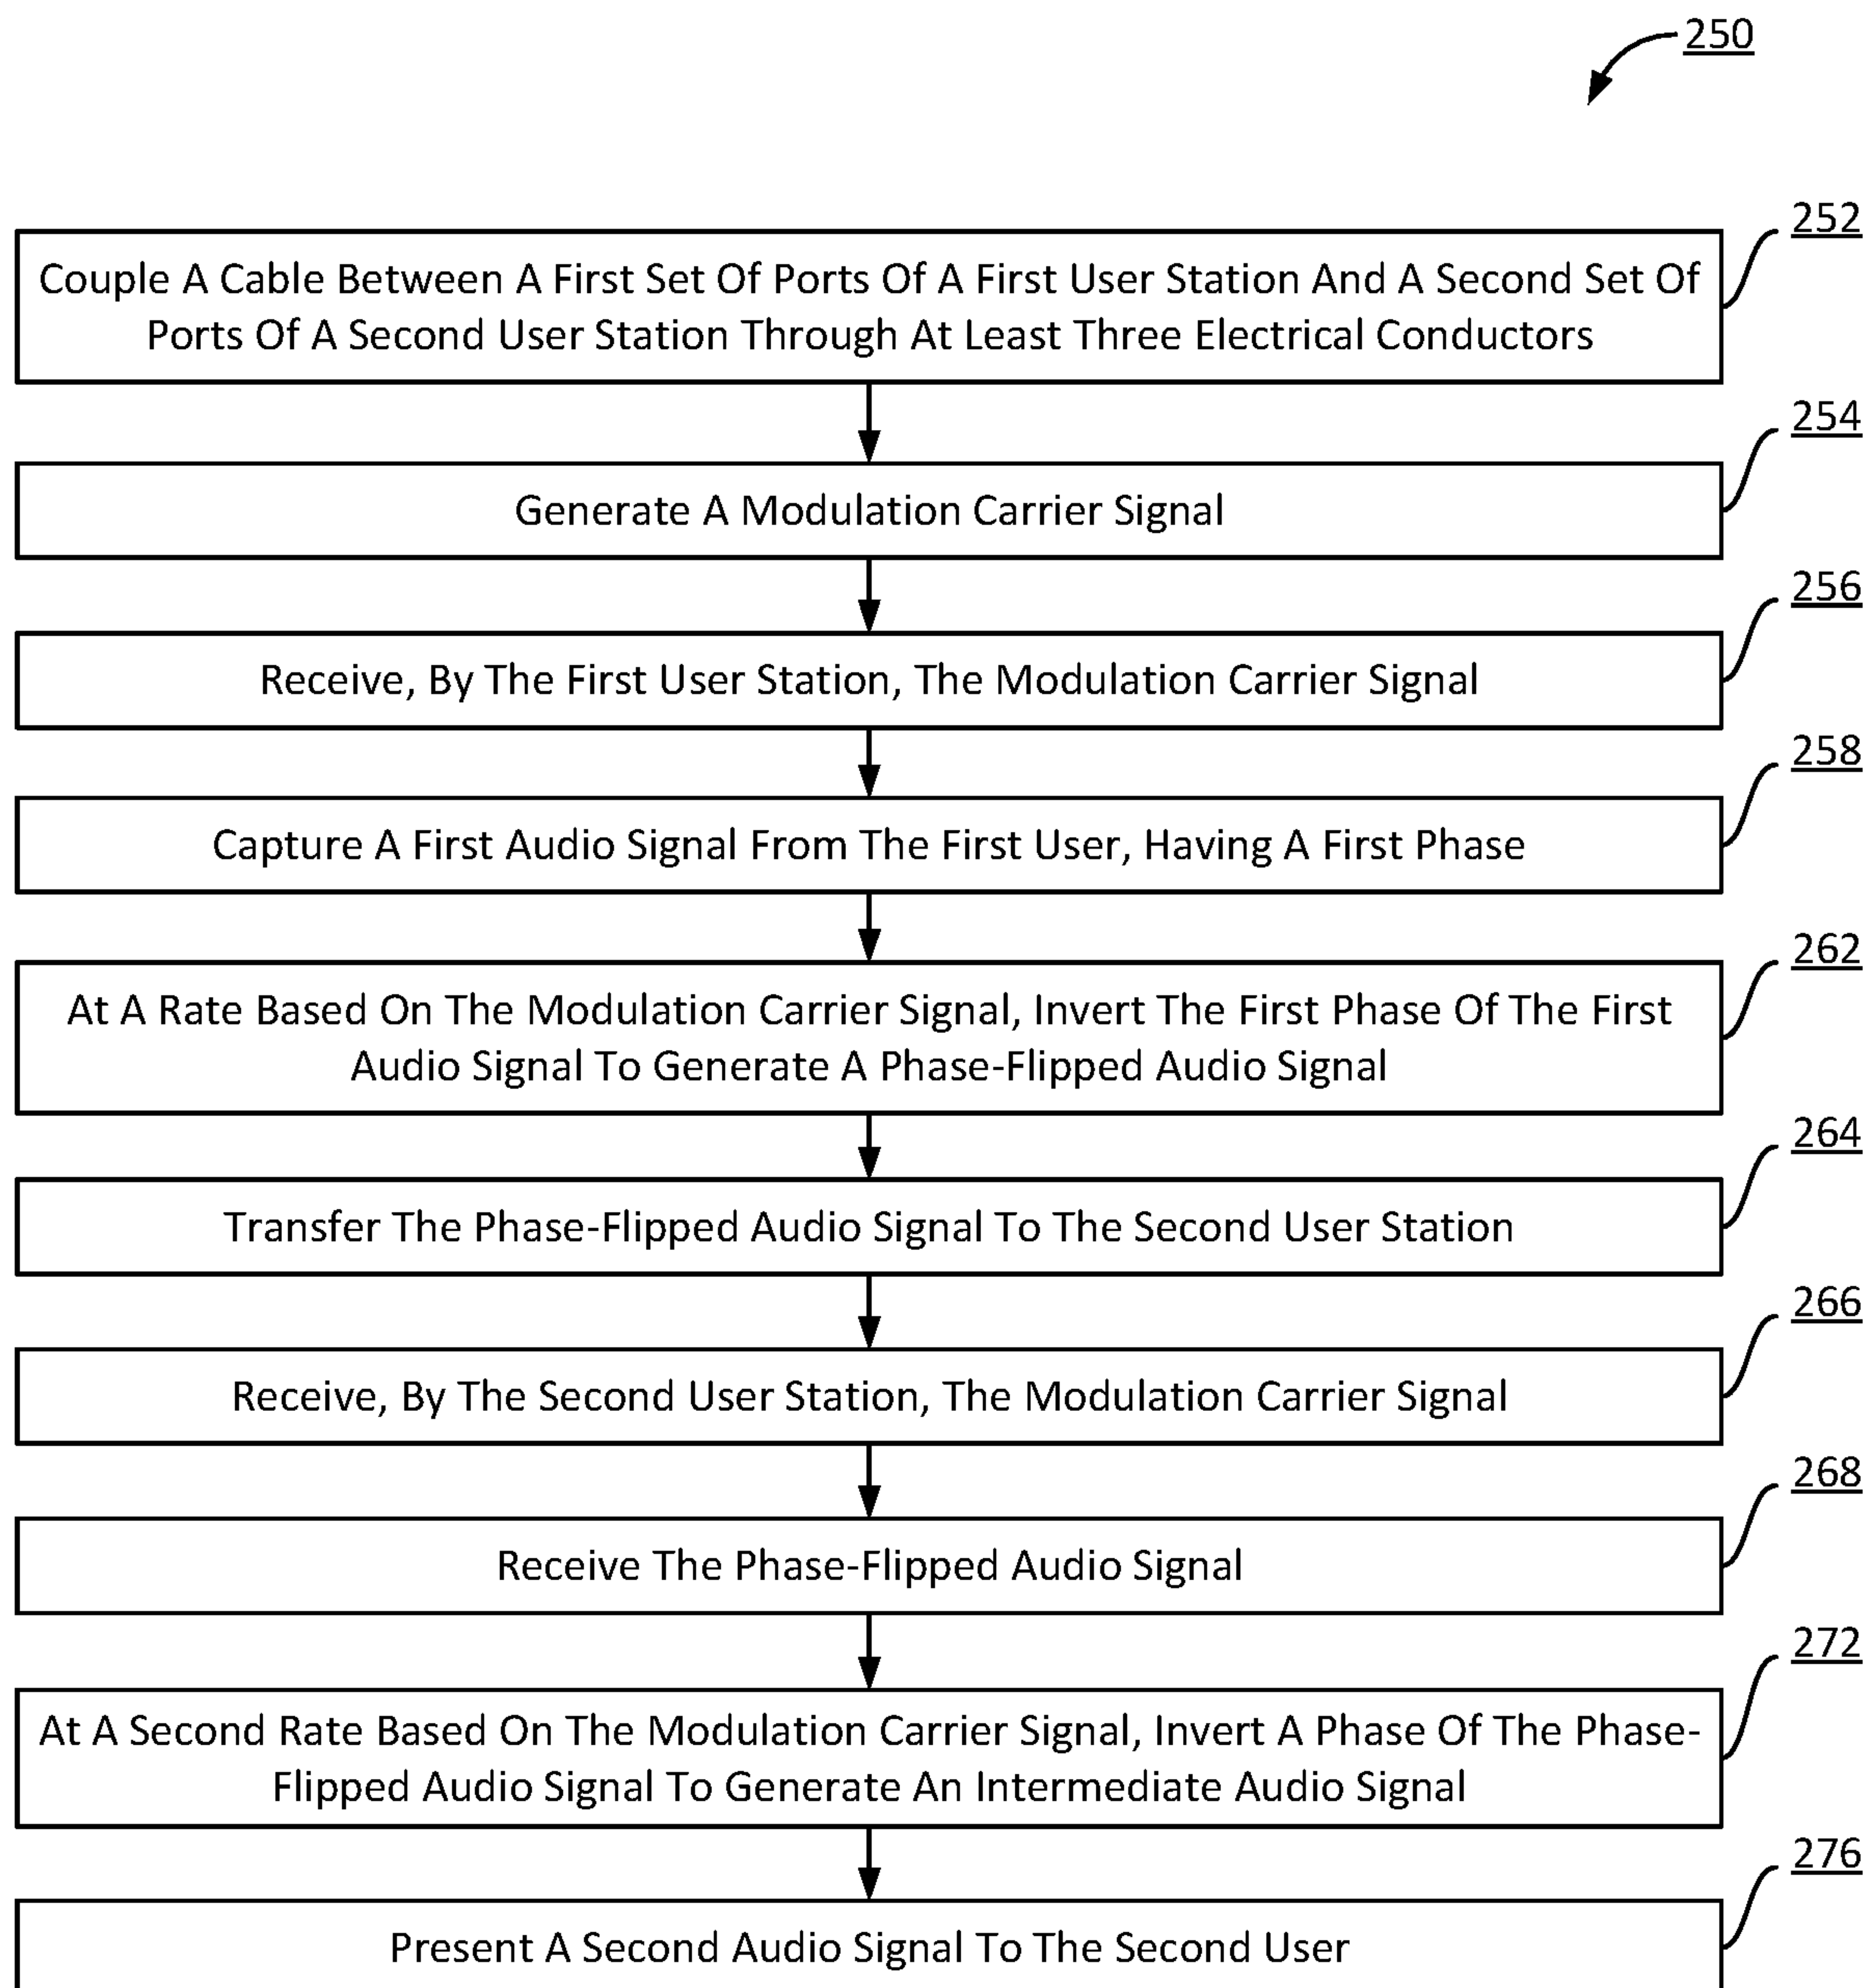 250
252
Couple A Cable Between A First Set Of Ports Of A First User Station And A Second Set Of
Ports Of A Second User Station Through At Least Three Electrical Conductors
254
Generate A Modulation Carrier Signal
256
Receive, By The First User Station, The Modulation Carrier Signal
258
Capture A First Audio Signal From The First User, Having A First Phase
262
At A Rate Based On The Modulation Carrier Signal, Invert The First Phase Of The First
Audio Signal To Generate A Phase-Flipped Audio Signal
264
Transfer The Phase-Flipped Audio Signal To The Second User Station
266
Receive, By The Second User Station, The Modulation Carrier Signal
268
Receive The Phase-Flipped Audio Signal
272
At A Second Rate Based On The Modulation Carrier Signal, Invert A Phase Of The Phase-
Flipped Audio Signal To Generate An Intermediate Audio Signal
276
Present A Second Audio Signal To The Second User